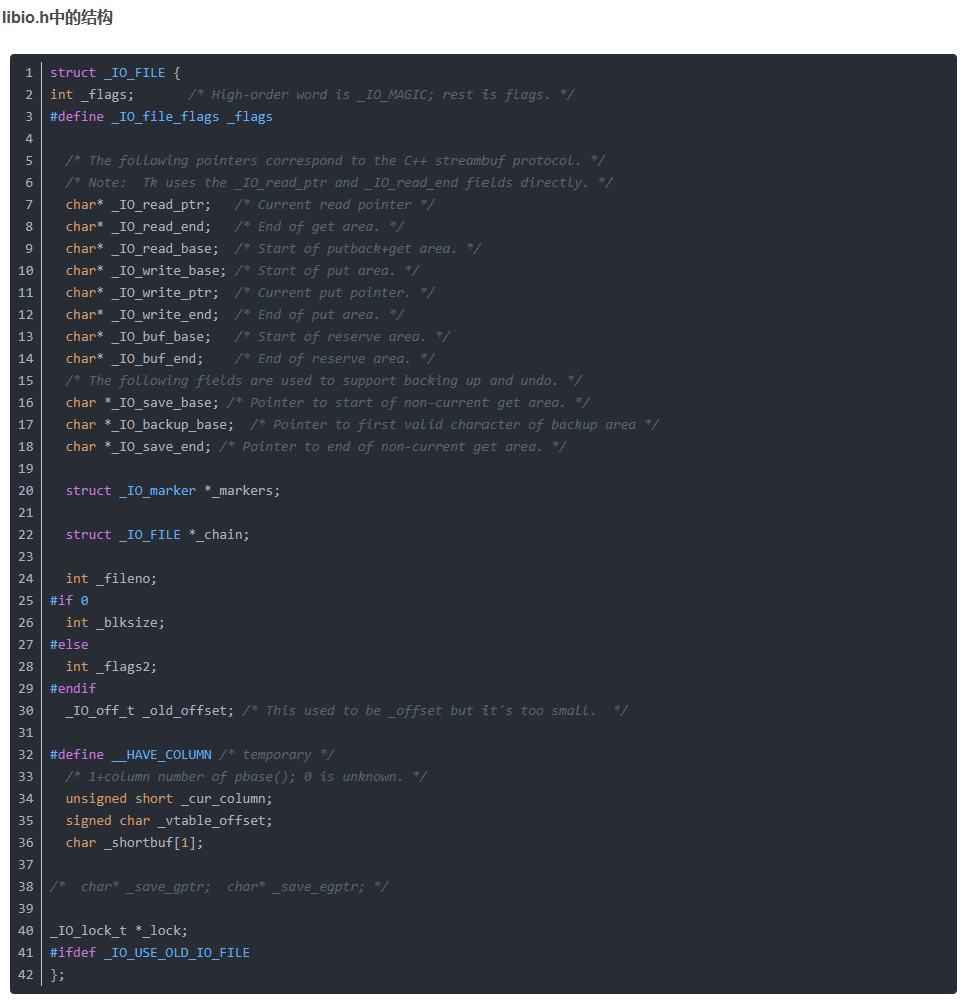 libio.h中的结构
1 struct _IO_FILE {
2 int _flags;       /* High-order word is _IO_MAGIC; rest is flags. */
3 #define _IO_file_flags _flags
4
5   /* The following pointers correspond to the C++ streambuf protocol. */
6   /* Note:  Tk uses the _IO_read_ptr and _IO_read_end fields directly. */
7   char* _IO_read_ptr;   /* Current read pointer */
8   char* _IO_read_end;   /* End of get area. */
9   char* _IO_read_base;  /* Start of putback+get area. */
10   char* _IO_write_base; /* Start of put area. */
11   char* _IO_write_ptr;  /* Current put pointer. */
12   char* _IO_write_end;  /* End of put area. */
13   char* _IO_buf_base;   /* Start of reserve area. */
14   char* _IO_buf_end;    /* End of reserve area. */
15   /* The following fields are used to support backing up and undo. */
16   char *_IO_save_base; /* Pointer to start of non-current get area. */
17   char *_IO_backup_base;  /* Pointer to first valid character of backup area */
18   char *_IO_save_end; /* Pointer to end of non-current get area. */
19
20   struct _IO_marker *_markers;
21
22   struct _IO_FILE *_chain;
23
24   int _fileno;
25 #if 0
26   int _blksize;
27 #else
28   int _flags2;
29 #endif
30   _IO_off_t _old_offset; /* This used to be _offset but it's too small.  */
31
32 #define __HAVE_COLUMN /* temporary */
33   /* 1+column number of pbase(); 0 is unknown. */
34   unsigned short _cur_column;
35   signed char _vtable_offset;
36   char _shortbuf[1];
37
38 /*  char* _save_gptr;  char* _save_egptr; */
39
40 _IO_lock_t *_lock;
41 #ifdef _IO_USE_OLD_IO_FILE
42 };